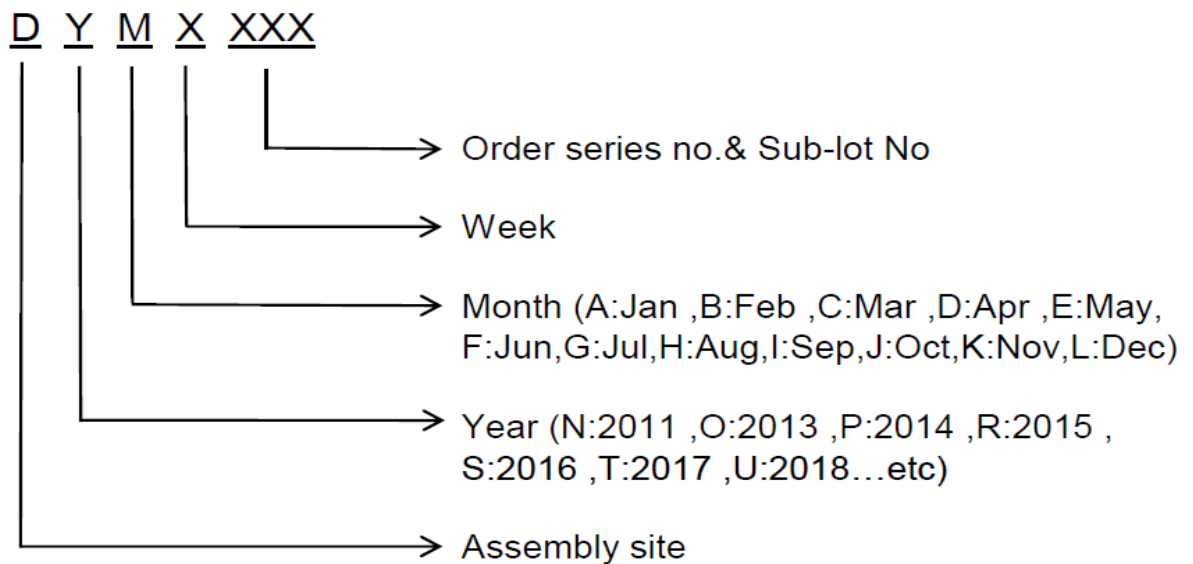 D Y M X XXX
Order series no.& Sub-lot No
Week
Month (A:Jan ,B:Feb ,C:Mar ,D:Apr ,E:May,
F:Jun,G:Jul,H:Aug,I:Sep,J:Oct,K:Nov,L:Dec)
Year (N:2011 ,O:2013 ,P:2014 ,R:2015 ,
S:2016 ,T:2017 ,U:2018...etc)
Assembly site